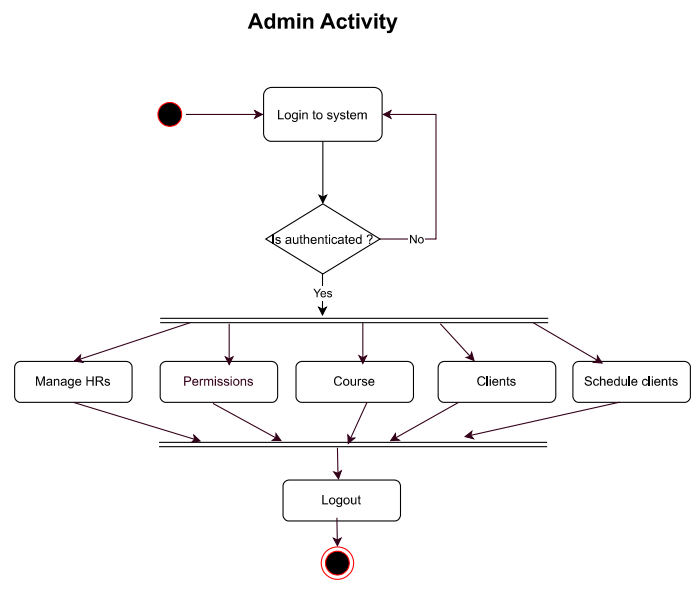 Admin Activity
Login to system
Is authenticated ?
No
Yes
Manage HRs
Permissions
Course
Clients
Schedule clients
Logout